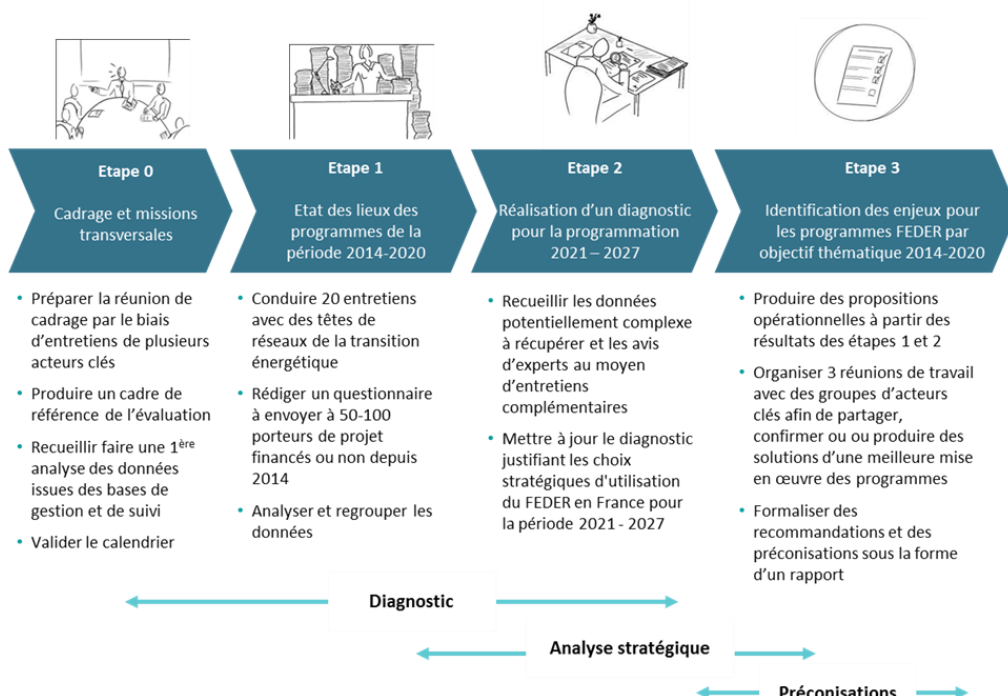 Etape 0
Cadrage et missions
transversales
Etape 1
Etat des lieux des
programmes de la
période 2014-2020
Etape 2
Réalisation d'un diagnostic
pour la programmation
2021 – 2027
Etape 3
Identification des enjeux pour
les programmes FEDER par
objectif thématique 2014-2020
• Préparer la réunion de
cadrage par le biais
d'entretiens de plusieurs
acteurs clés
• Produire un cadre de
référence de l'évaluation
• Recueillir faire une 1ère
analyse des données
issues des bases de
gestion et de suivi
• Valider le calendrier
• Conduire 20 entretiens
avec des têtes de
réseaux de la transition
énergétique
• Rédiger un questionnaire
à envoyer à 50-100
porteurs de projet
financés ou non depuis
2014
• Analyser et regrouper les
données
• Recueillir les données
potentiellement complexe
à récupérer et les avis
d'experts au moyen
d'entretiens
complémentaires
• Mettre à jour le diagnostic
justifiant les choix
stratégiques d'utilisation
du FEDER en France pour
la période 2021 - 2027
• Produire des propositions
opérationnelles à partir des
résultats des étapes 1 et 2
• Organiser 3 réunions de travail
avec des groupes d'acteurs
clés afin de partager,
confirmer ou ou produire des
solutions d'une meilleure mise
en œuvre des programmes
• Formaliser des
recommandations et des
préconisations sous la forme
d'un rapport
Diagnostic
Analyse stratégique
Préconisations